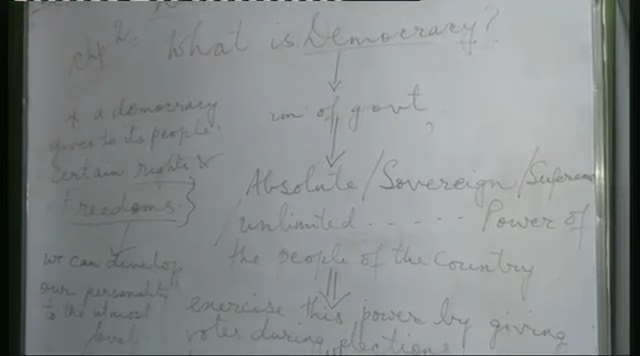 chp 2-
What is Democracy?
* a democracy
gives to its people,
certain rights &
Freedoms.
we can develop
our personality
to the utmost
level
of govt,
Absolute/Sovereign/Suprem
unlimited ...... Power of
the people of the Country
exercise this power by giving
votes during elections